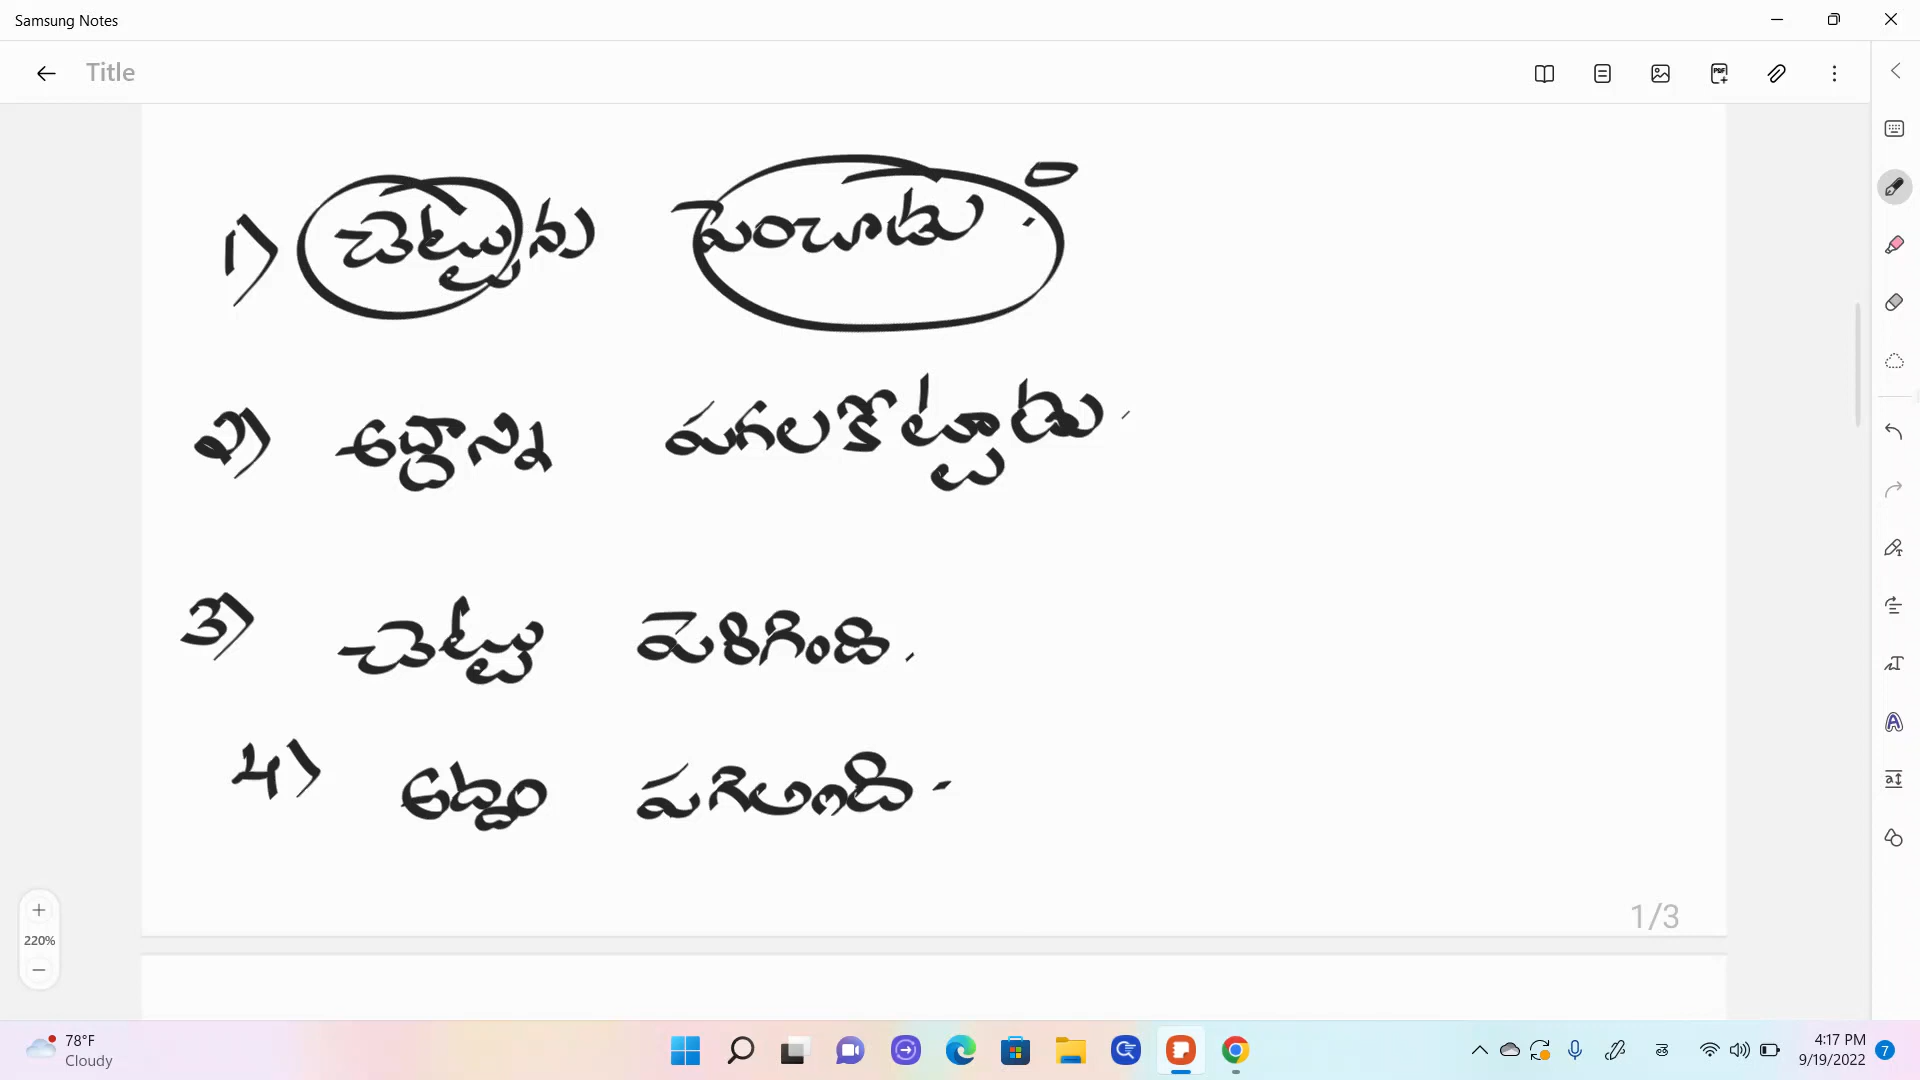 Samsung Notes
Title
1) చెట్టును పెంచాడు.
2) అద్దాన్ని పగలకొట్టాడు.
3) చెట్టు పెరిగింది.
4) అద్దం పగిలింది.
1/3
220%
78°F
Cloudy
4:17 PM
9/19/2022
7